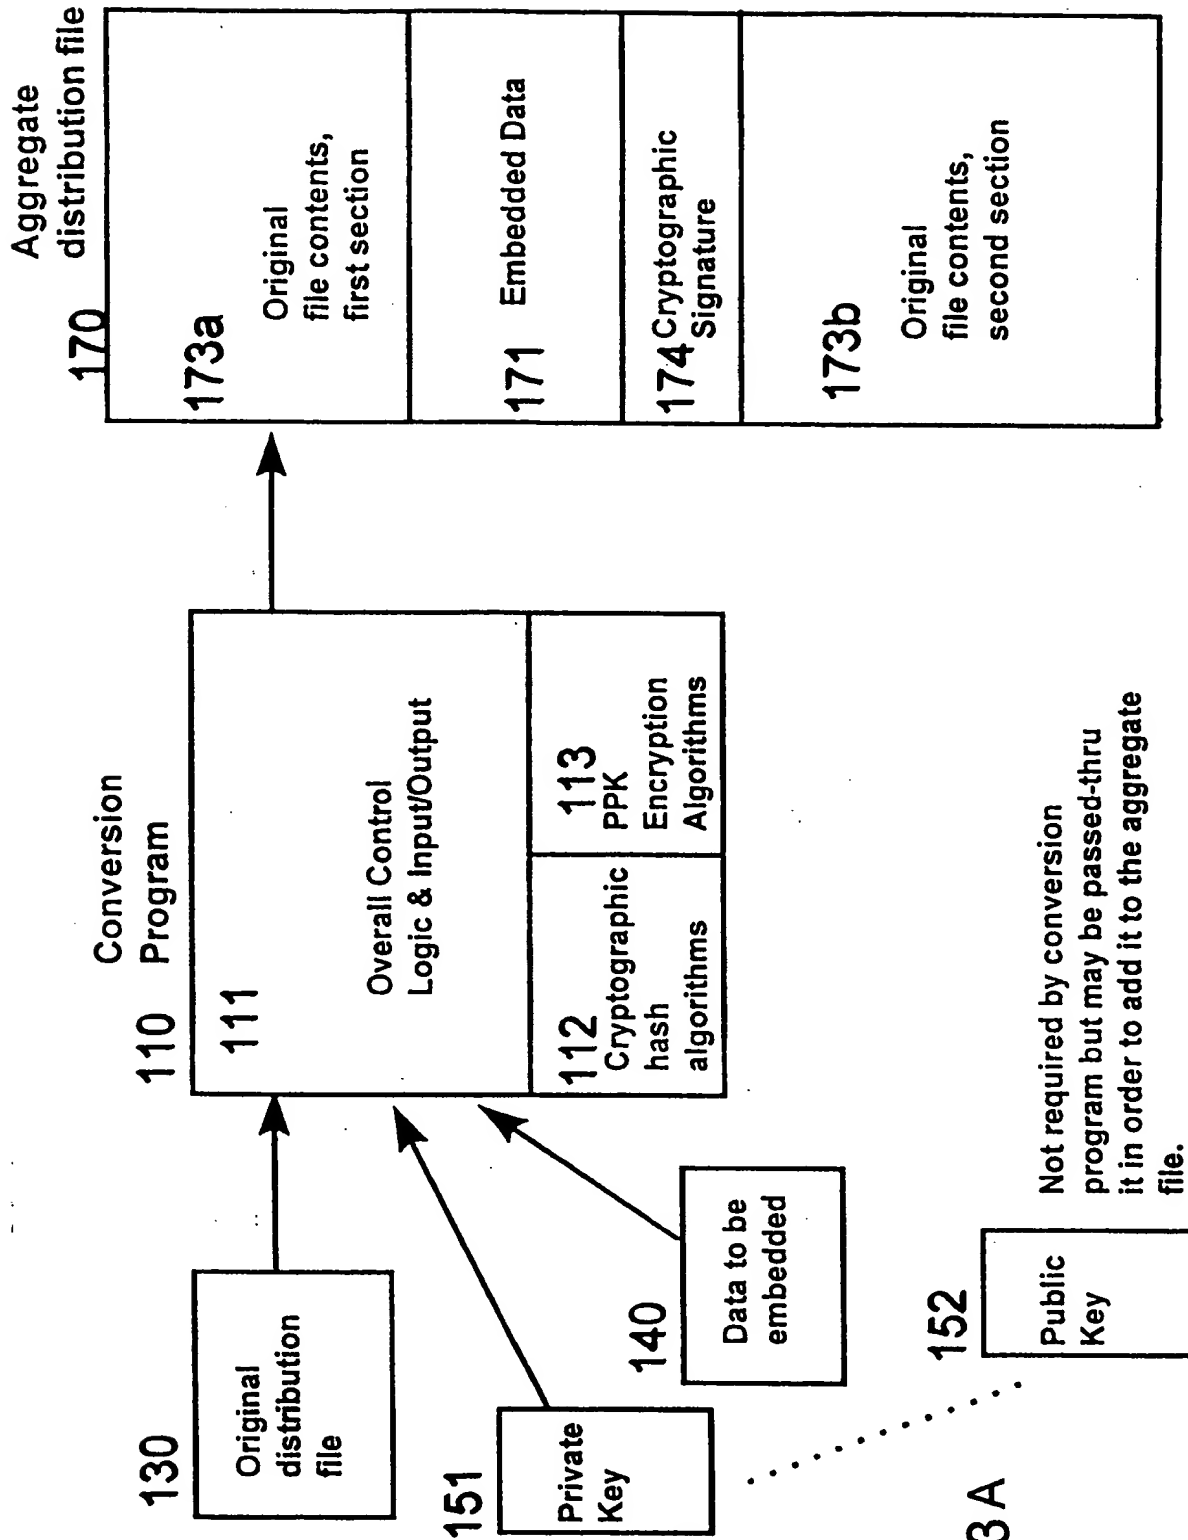 130
Original
distribution
file
151
Private
Key
140
Data to be
embedded
152
Public
Key
Not required by conversion
program but may be passed-thru
it in order to add it to the aggregate
file.
Conversion
110 Program
111
Overall Control
Logic & Input/Output
112
Cryptographic
hash
algorithms
113
PPK
Encryption
Algorithms
Aggregate
distribution file
170
173a
Original
file contents,
first section
171
Embedded Data
174 Cryptographic
Signature
173b
Original
file contents,
second section
3 A